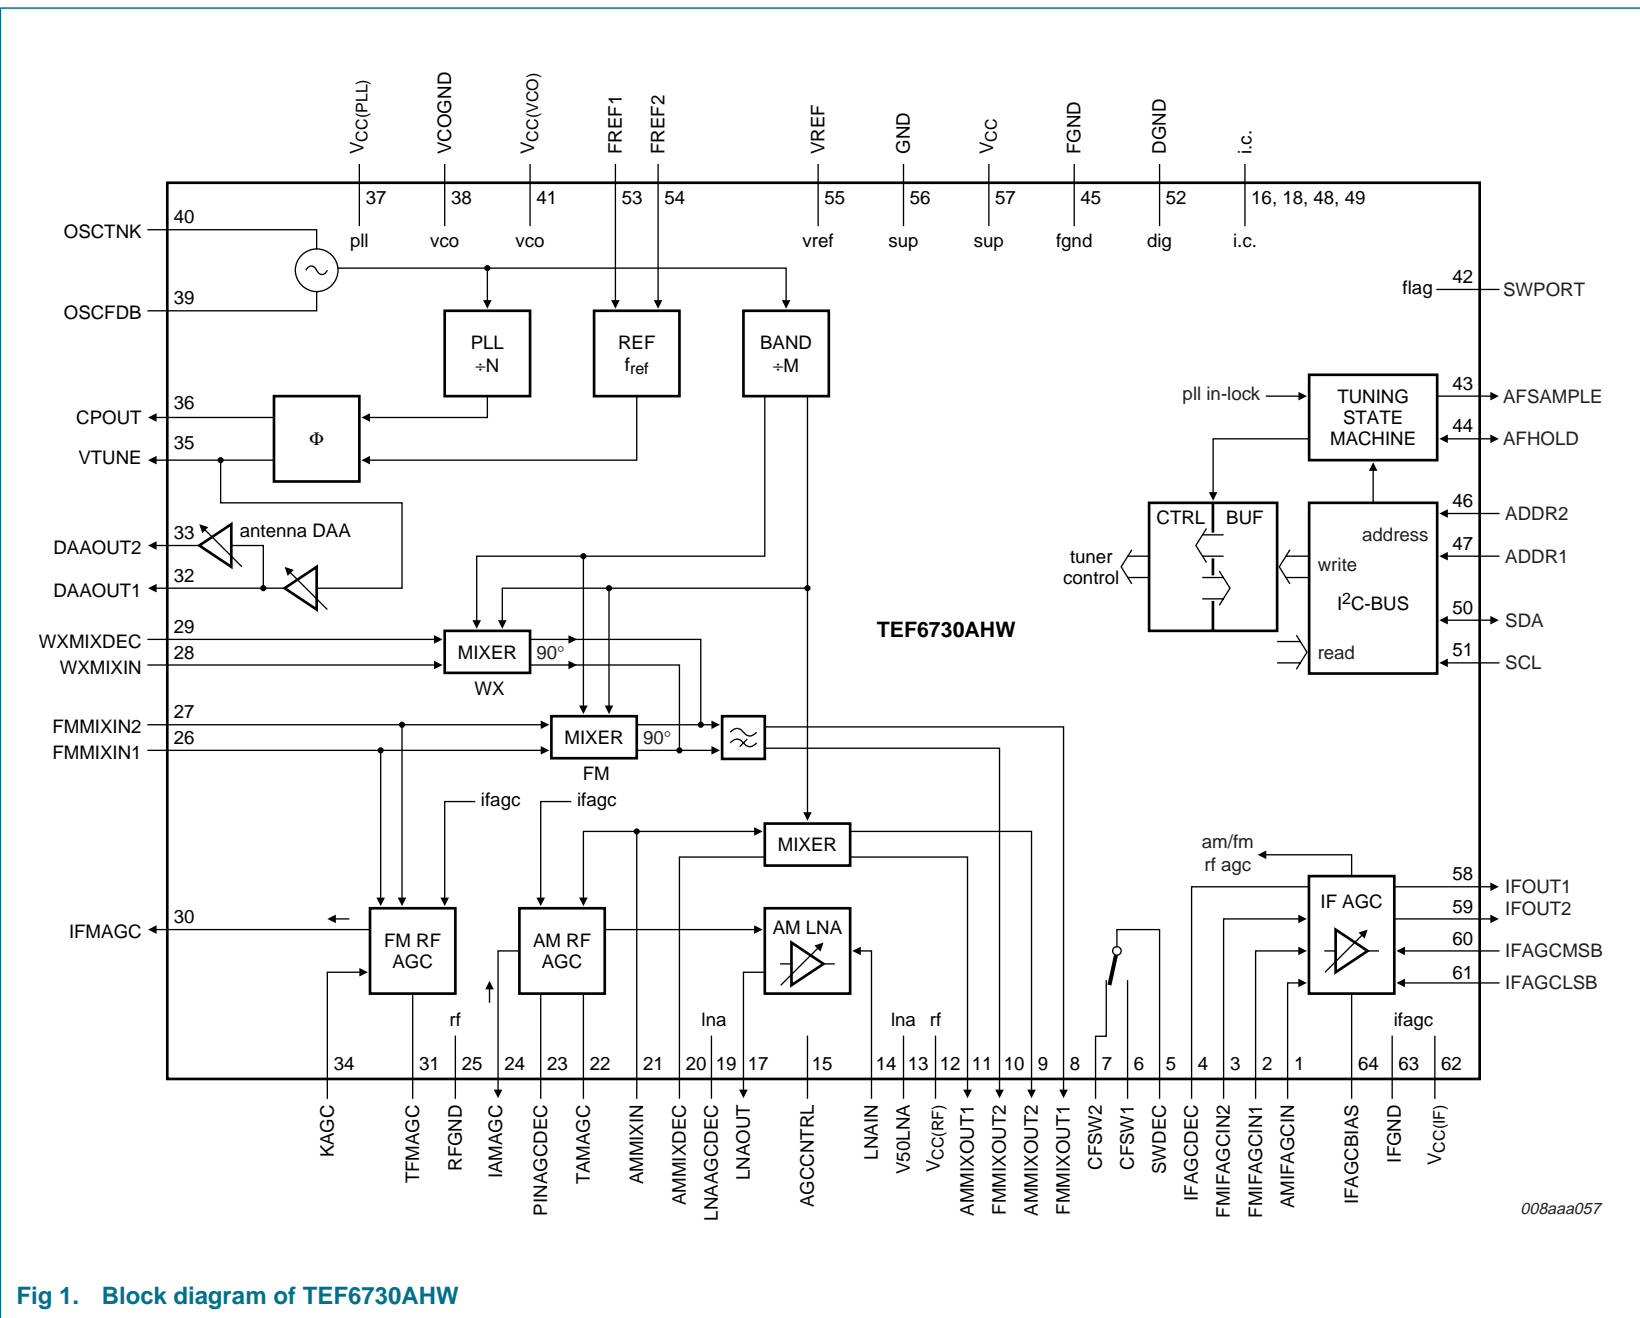 VCC(PLL)
VCOGND
VCC(VCO)
FREF1
FREF2
VREF
GND
VCC
FGND
DGND
i.c.
37
38
41
53
54
55
56
57
45
52
16, 18, 48, 49
pll
vco
vco
vref
sup
sup
fgnd
dig
i.c.
OSCTNK
40
OSCFDB
39
flag
42
SWPORT
PLL
÷N
REF
fref
BAND
÷M
CPOUT
36
VTUNE
35
Φ
pll in-lock
TUNING
STATE
MACHINE
43
AFSAMPLE
44
AFHOLD
DAAOUT2
33
antenna DAA
DAAOUT1
32
tuner
control
CTRL
BUF
address
write
I2C-BUS
read
46
ADDR2
47
ADDR1
50
SDA
51
SCL
TEF6730AHW
WXMIXDEC
29
WXMIXIN
28
MIXER
90°
WX
FMMIXIN2
27
FMMIXIN1
26
MIXER
90°
FM
ifagc
ifagc
MIXER
am/fm
rf agc
IFMAGC
30
FM RF
AGC
AM RF
AGC
AM LNA
IF AGC
58
IFOUT1
59
IFOUT2
60
IFAGCMSB
61
IFAGCLSB
rf
lna
lna
rf
ifagc
34
31
25
24
23
22
21
20
19
17
15
14
13
12
11
10
9
8
7
6
5
4
3
2
1
64
63
62
KAGC
TFMAGC
RFGND
IAMAGC
PINAGCDEC
TAMAGC
AMMIXIN
AMMIXDEC
LNAAGCDEC
LNAOUT
AGCCNTRL
LNAIN
V50LNA
VCC(RF)
AMMIXOUT1
FMMIXOUT2
AMMIXOUT2
FMMIXOUT1
CFSW2
CFSW1
SWDEC
IFAGCDEC
FMIFAGCIN2
FMIFAGCIN1
AMIFAGCIN
IFAGCBIAS
IFGND
VCC(IF)
008aaa057
Fig 1. Block diagram of TEF6730AHW